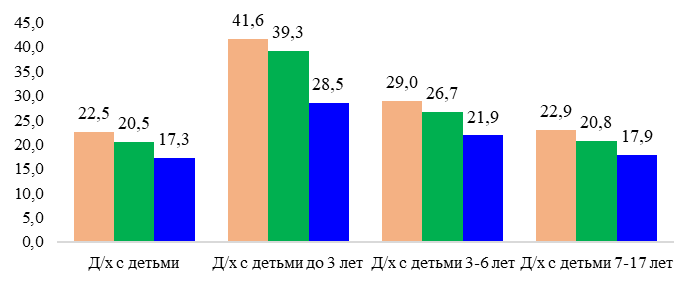 45,0
40,0
35,0
30,0
25,0
20,0
15,0
10,0
5,0
0,0
22,5 20,5 17,3
41,6 39,3 28,5
29,0 26,7 21,9
22,9 20,8 17,9
Д/х с детьми
Д/х с детьми до 3 лет
Д/х с детьми 3-6 лет
Д/х с детьми 7-17 лет